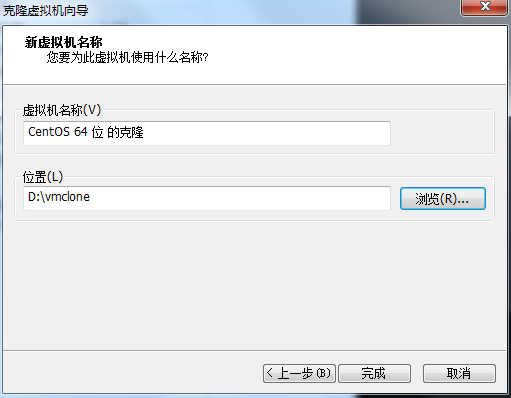 克隆虚拟机向导
新虚拟机名称
您要为此虚拟机使用什么名称?
虚拟机名称(V)
CentOS 64 位 的克隆
位置(L)
D:\vmclone
浏览(R)...
< 上一步(B)
完成
取消